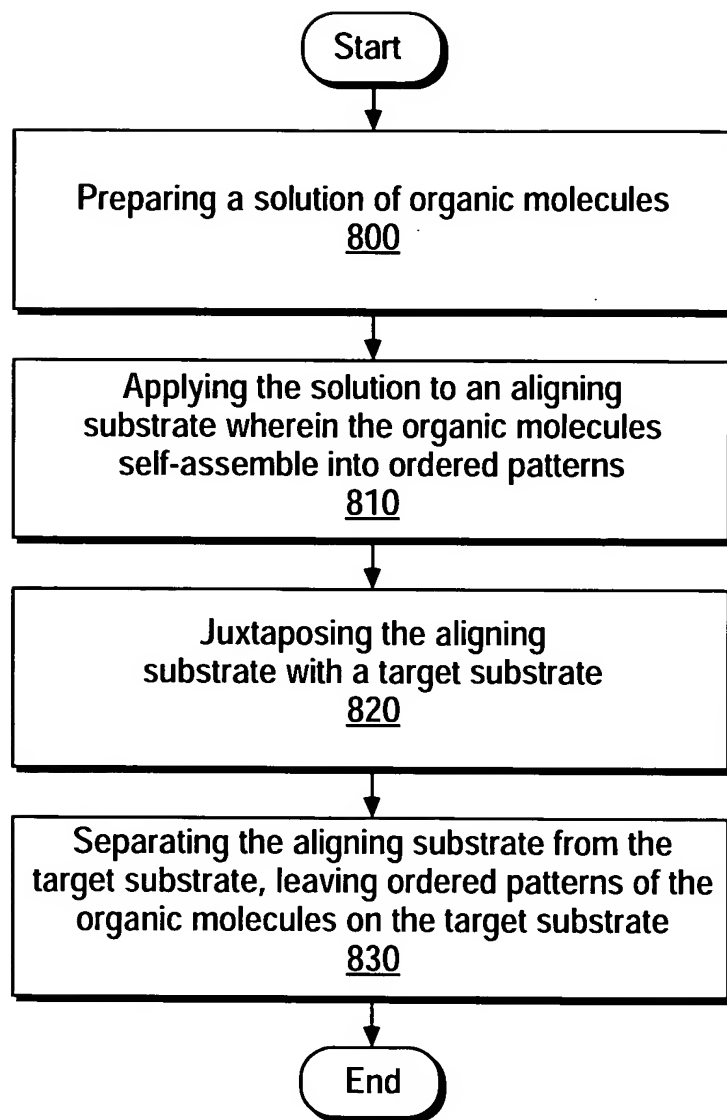 Start
Preparing a solution of organic molecules
800
Applying the solution to an aligning
substrate wherein the organic molecules
self-assemble into ordered patterns
810
Juxtaposing the aligning
substrate with a target substrate
820
Separating the aligning substrate from the
target substrate, leaving ordered patterns of the
organic molecules on the target substrate
830
End